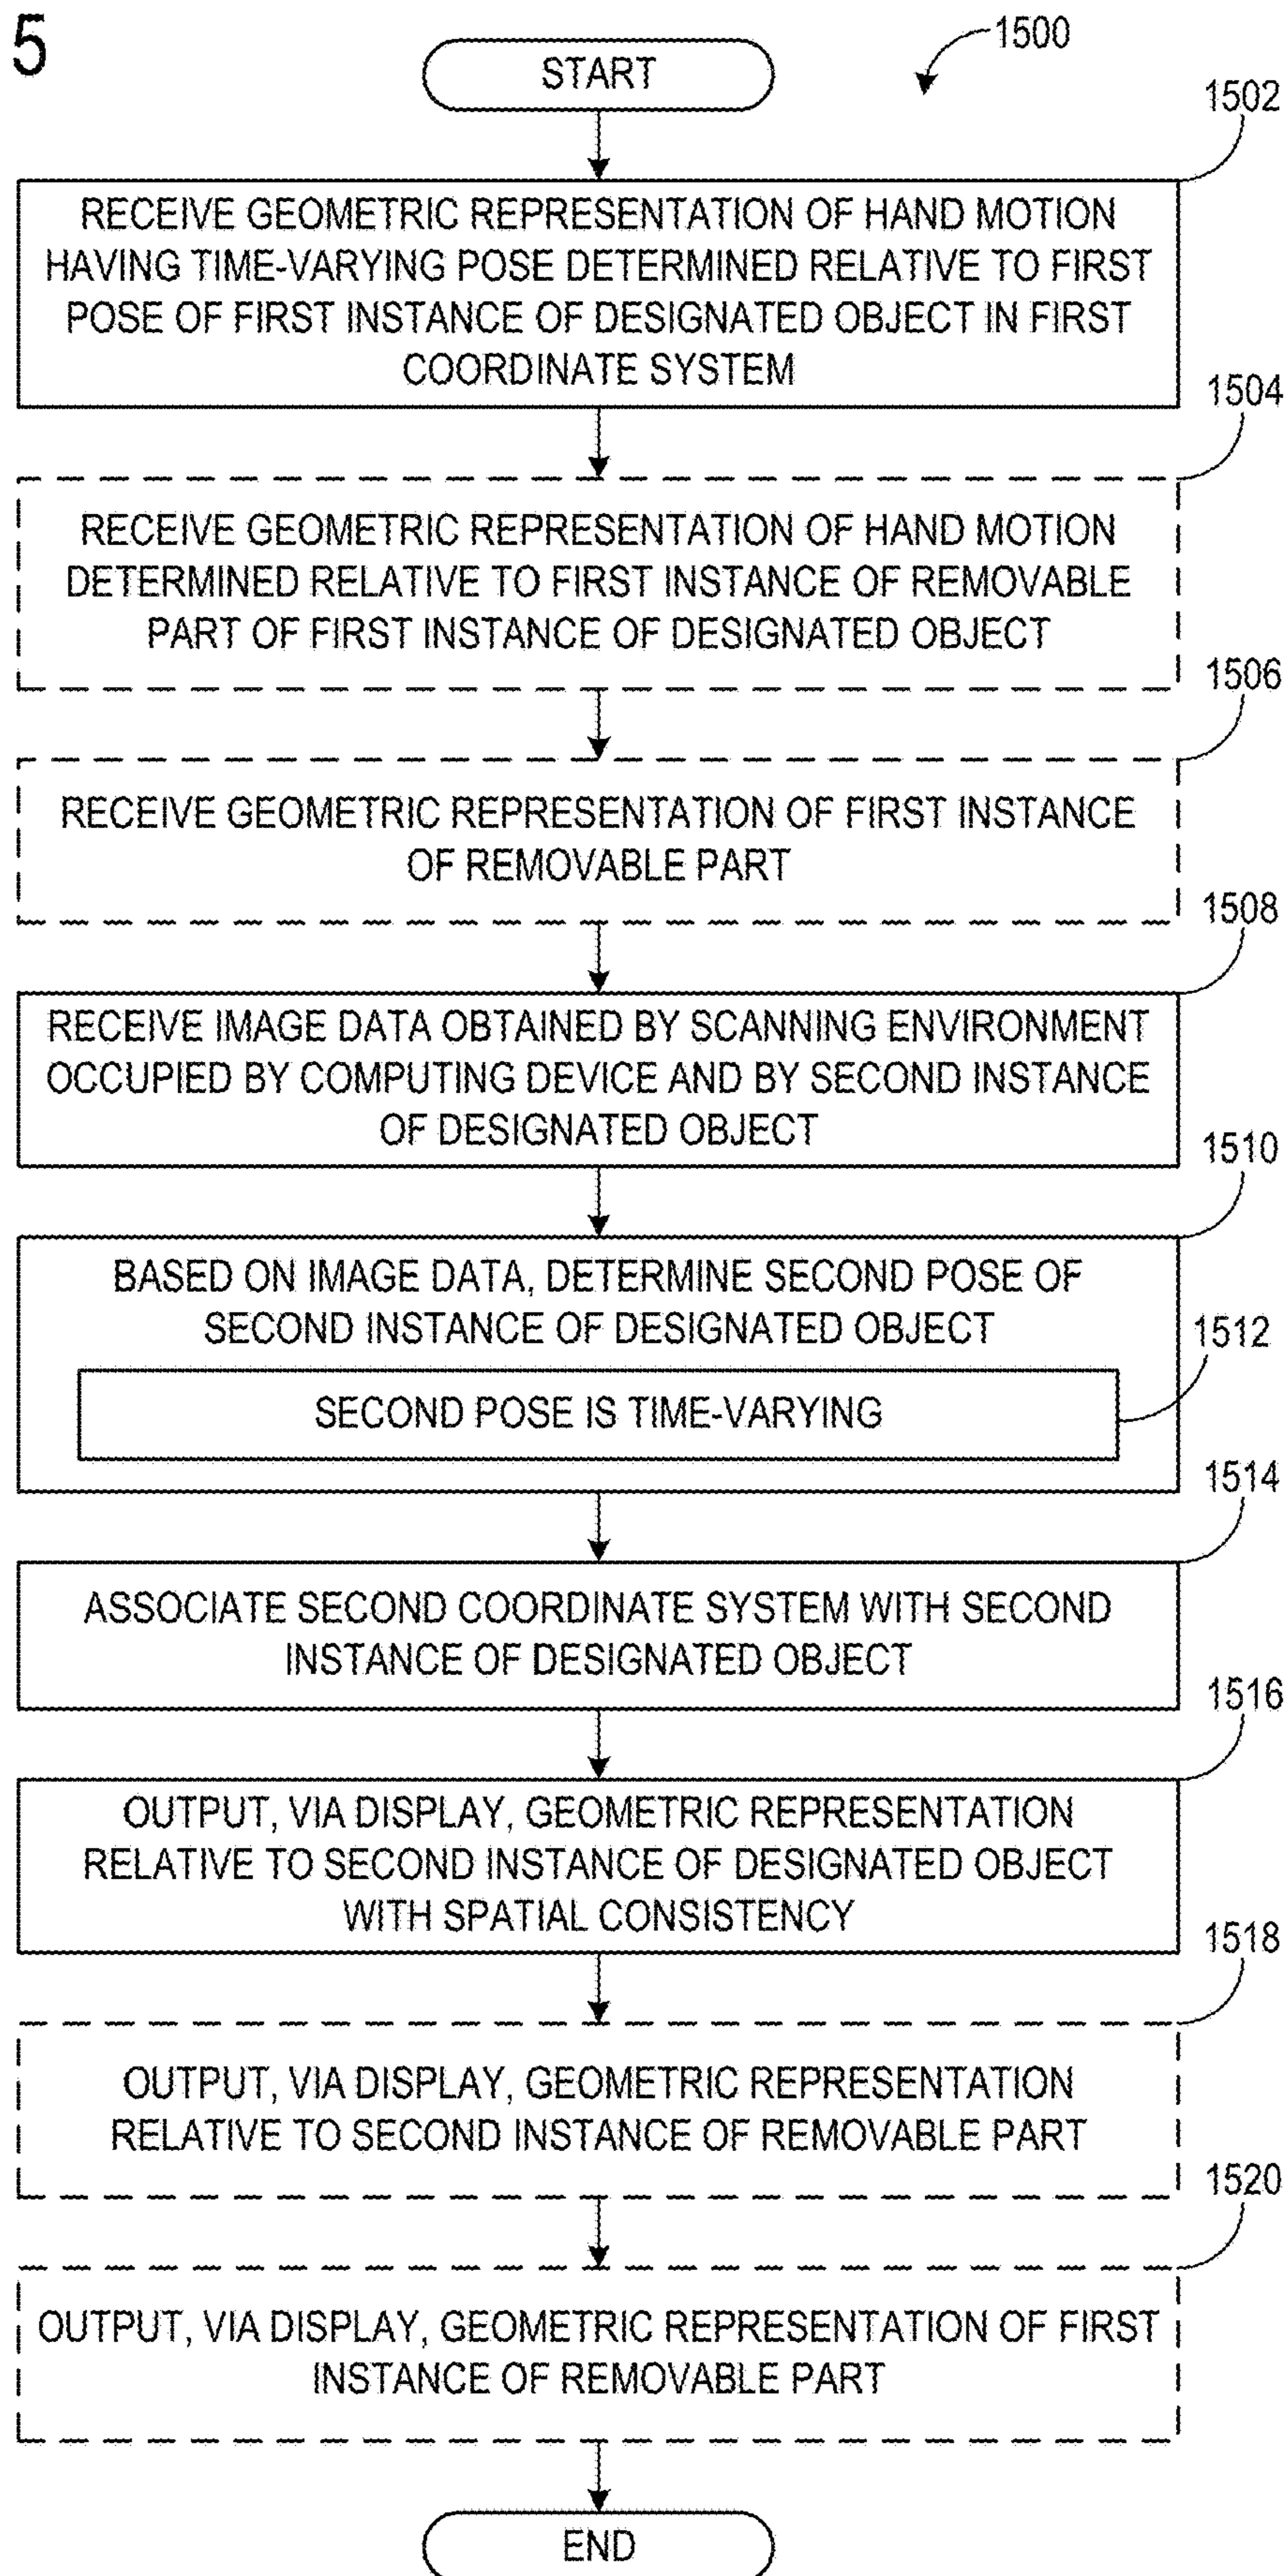 5
START
1500
1502
RECEIVE GEOMETRIC REPRESENTATION OF HAND MOTION
HAVING TIME-VARYING POSE DETERMINED RELATIVE TO FIRST
POSE OF FIRST INSTANCE OF DESIGNATED OBJECT IN FIRST
COORDINATE SYSTEM
1504
RECEIVE GEOMETRIC REPRESENTATION OF HAND MOTION
DETERMINED RELATIVE TO FIRST INSTANCE OF REMOVABLE
PART OF FIRST INSTANCE OF DESIGNATED OBJECT
1506
RECEIVE GEOMETRIC REPRESENTATION OF FIRST INSTANCE
OF REMOVABLE PART
1508
RECEIVE IMAGE DATA OBTAINED BY SCANNING ENVIRONMENT
OCCUPIED BY COMPUTING DEVICE AND BY SECOND INSTANCE
OF DESIGNATED OBJECT
1510
BASED ON IMAGE DATA, DETERMINE SECOND POSE OF
SECOND INSTANCE OF DESIGNATED OBJECT
1512
SECOND POSE IS TIME-VARYING
1514
ASSOCIATE SECOND COORDINATE SYSTEM WITH SECOND
INSTANCE OF DESIGNATED OBJECT
1516
OUTPUT, VIA DISPLAY, GEOMETRIC REPRESENTATION
RELATIVE TO SECOND INSTANCE OF DESIGNATED OBJECT
WITH SPATIAL CONSISTENCY
1518
OUTPUT, VIA DISPLAY, GEOMETRIC REPRESENTATION
RELATIVE TO SECOND INSTANCE OF REMOVABLE PART
1520
OUTPUT, VIA DISPLAY, GEOMETRIC REPRESENTATION OF FIRST
INSTANCE OF REMOVABLE PART
END